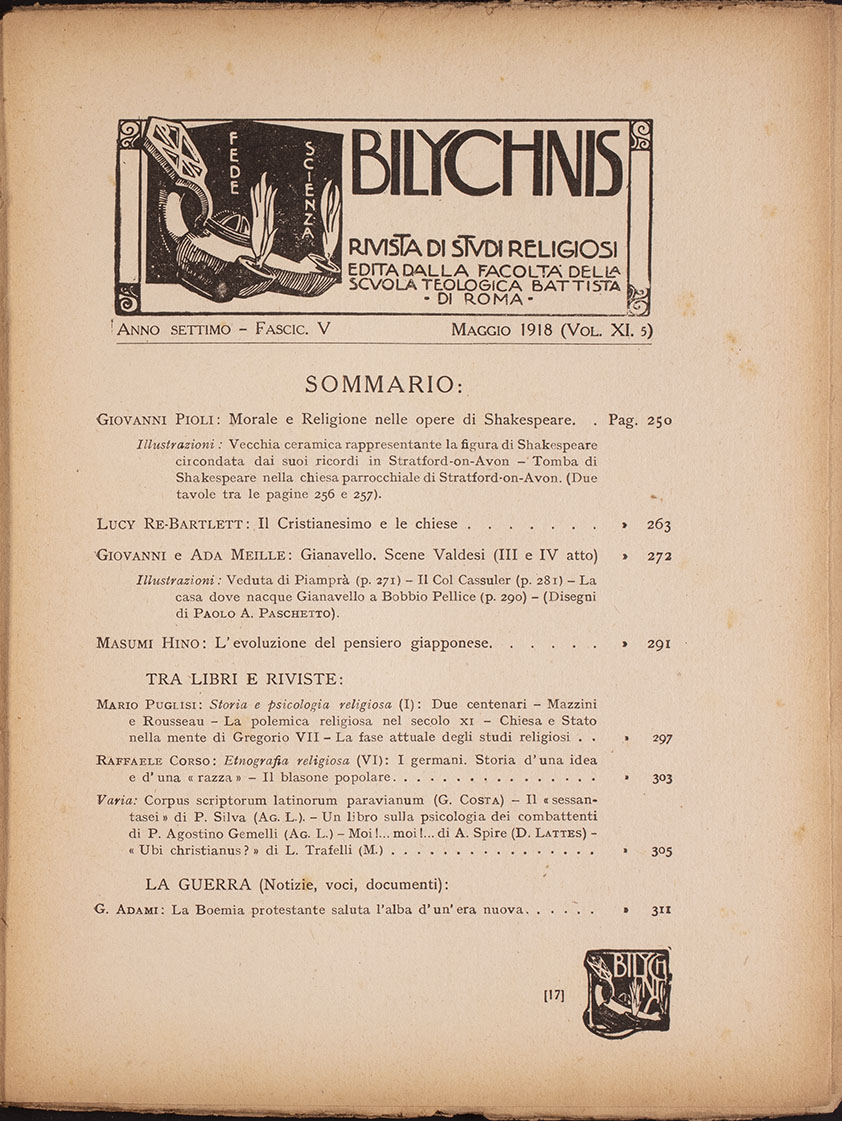 FEDE
SCIENZA
BILYCHNIS
RIVISTA DI STVDI RELIGIOSI
EDITA DALLA FACOLTA DELLA
SCVOLA TEOLOGICA BATTISTA
- DI ROMA -
ANNO SETTIMO – FASCIC. V MAGGIO 1918 (VOL. XI. 5)
SOMMARIO:
GIOVANNI PIOLI: Morale e Religione nelle opere di Shakespeare. . Pag. 250
Illustrazioni: Vecchia ceramica rappresentante la figura di Shakespeare
circondata dai suoi ricordi in Stratford-on-Avon – Tomba di
Shakespeare nella chiesa parrocchiale di Stratford-on-Avon. (Due
tavole tra le pagine 256 e 257).
LUCY RE-BARTLETT: Il Cristianesimo e le chiese . . . . . . . » 263
GIOVANNI e ADA MEILLE: Gianavello. Scene Valdesi (III e IV atto) » 272
Illustrazioni: Veduta di Piamprà (p. 271) – Il Col Cassuler (p. 281) – La
casa dove nacque Gianavello a Bobbio Pellice (p. 290) – (Disegni
di PAOLO A. PASCHETTO).
MASUMI HINO: L'evoluzione del pensiero giapponese. . . . . . » 291
TRA LIBRI E RIVISTE:
MARIO PUGLISI: Storia e psicologia religiosa (I): Due centenari – Mazzini
e Rousseau – La polemica religiosa nel secolo XI – Chiesa e Stato
nella mente di Gregorio VII – La fase attuale degli studi religiosi . . » 297
RAFFAELE CORSO: Etnografia religiosa (VI): I germani. Storia d'una idea
e d'una « razza » – Il blasone popolare. . . . . . . . . . . . . . . » 303
Varia: Corpus scriptorum latinorum paravianum (G. COSTA) – Il « sessan-
tasei » di P. Silva (AG. L.). – Un libro sulla psicologia dei combattenti
di P. Agostino Gemelli (AG. L.) – Moi!... moi!... di A. Spire (D. LATTES) –
« Ubi christianus? » di L. Trafelli (M.) . . . . . . . . . . . . . . . . » 305
LA GUERRA (Notizie, voci, documenti):
G. ADAMI: La Boemia protestante saluta l'alba d'un'era nuova. . . . . . » 311
[17]
BILYCHNIS